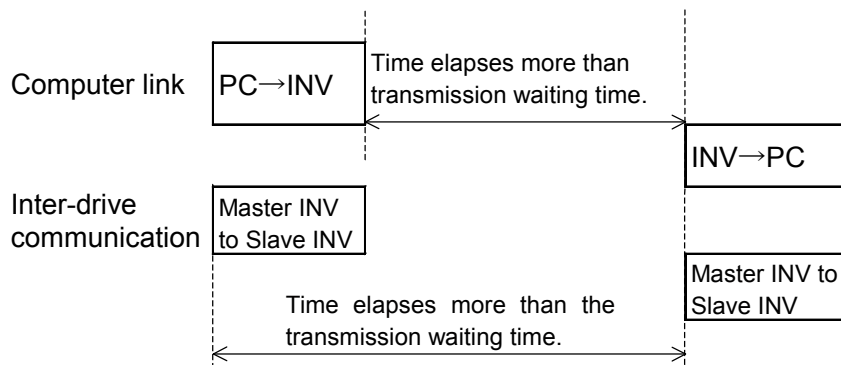 Computer link
PC→INV
Time elapses more than
transmission waiting time.
INV→PC
Inter-drive
communication
Master INV
to Slave INV
Master INV to
Slave INV
Time elapses more than the
transmission waiting time.